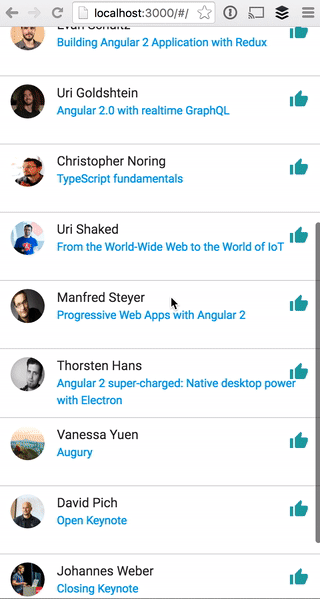 localhost:3000/#/
Evan Schultz
Building Angular 2 Application with Redux
Uri Goldshtein
Angular 2.0 with realtime GraphQL
Christopher Noring
TypeScript fundamentals
Uri Shaked
From the World-Wide Web to the World of IoT
Manfred Steyer
Progressive Web Apps with Angular 2
Thorsten Hans
Angular 2 super-charged: Native desktop power
with Electron
Vanessa Yuen
Augury
David Pich
Open Keynote
Johannes Weber
Closing Keynote